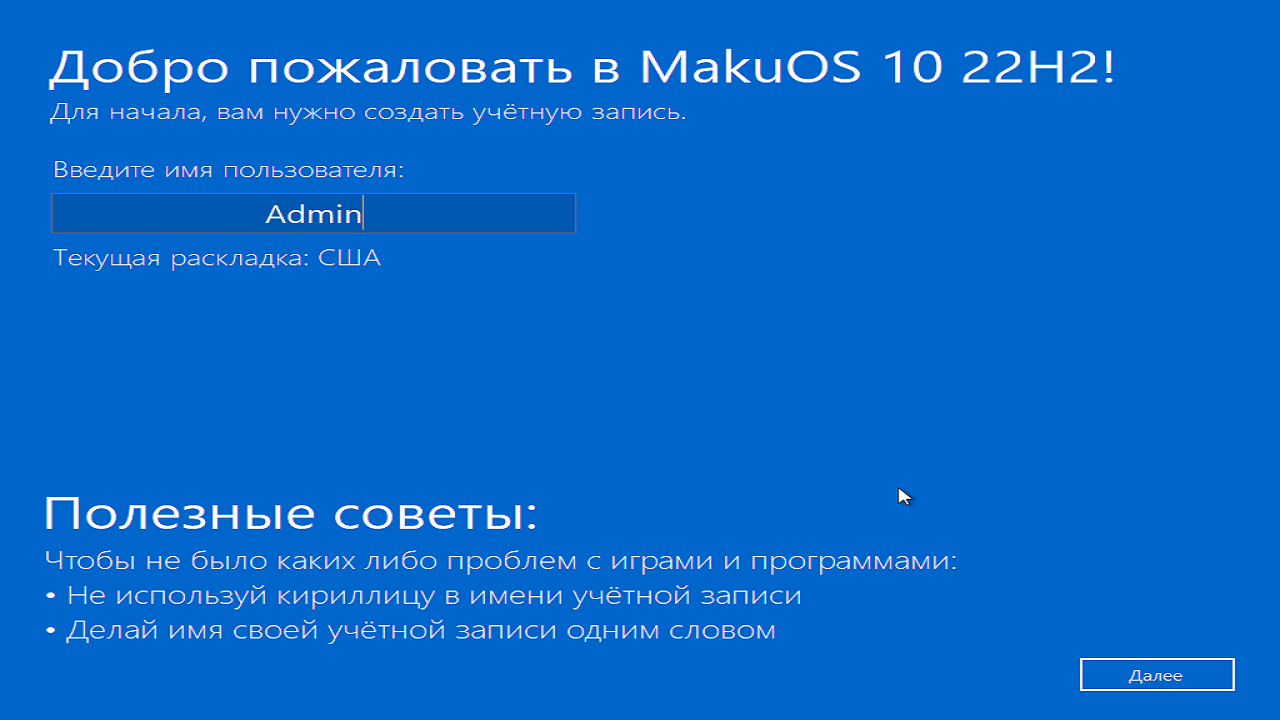 Добро пожаловать в MakuOS 10 22H2!
Для начала, вам нужно создать учётную запись.
Введите имя пользователя:
Admin
Текущая раскладка: США
Полезные советы:
Чтобы не было каких либо проблем с играми и программами:
• Не используй кириллицу в имени учётной записи
• Делай имя своей учётной записи одним словом
Далее